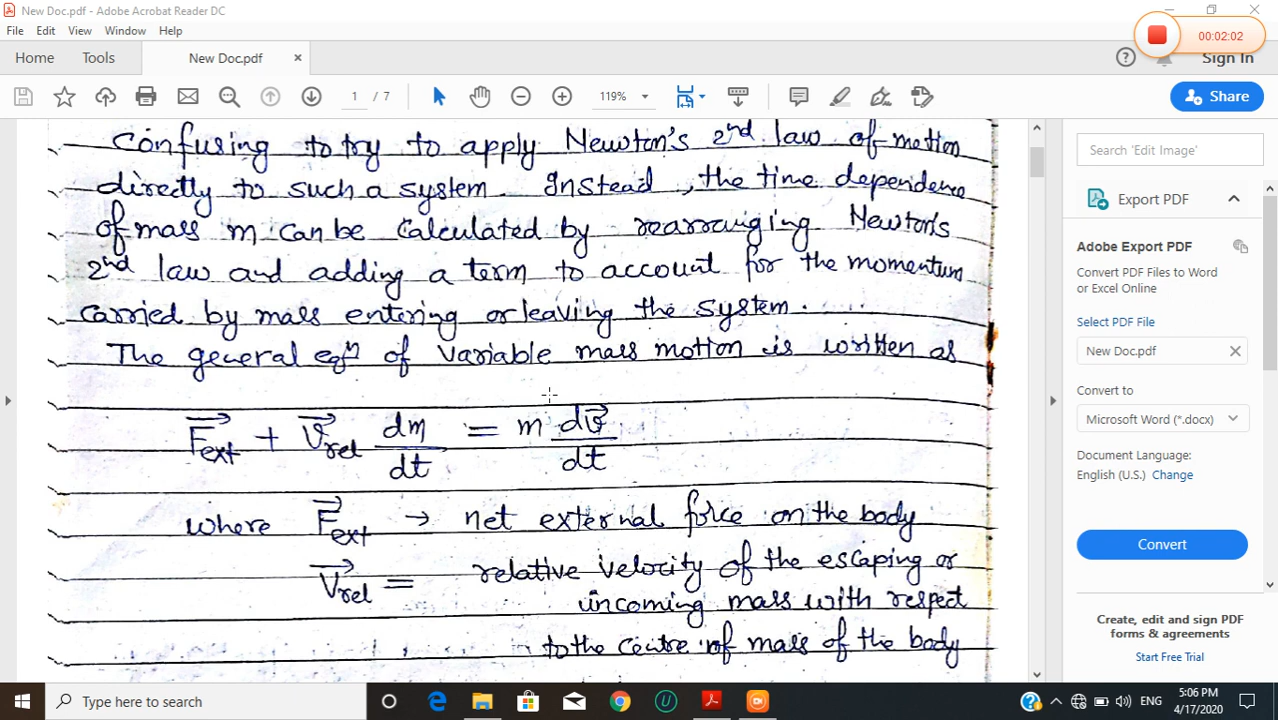 New Doc.pdf - Adobe Acrobat Reader DC
File Edit View Window Help
00:02:02
Home Tools New Doc.pdf × Sign In
1 / 7 119% Share
Confusing to try to apply Newton's 2nd law of motion
directly to such a system. Instead, the time dependence
of mass m can be calculated by rearranging Newton's
2nd law and adding a term to account for the momentum
carried by mass entering or leaving the system.
The general eqn of variable mass motion is written as
F⃗ext + v⃗rel dm/dt = m dv⃗/dt
where F⃗ext → net external force on the body
V⃗rel = relative velocity of the escaping or
incoming mass with respect
to the centre of mass of the body
Search 'Edit Image'
Export PDF
Adobe Export PDF
Convert PDF Files to Word
or Excel Online
Select PDF File
New Doc.pdf
Convert to
Microsoft Word (*.docx)
Document Language:
English (U.S.) Change
Convert
Create, edit and sign PDF
forms & agreements
Start Free Trial
Type here to search
ENG
5:06 PM
4/17/2020